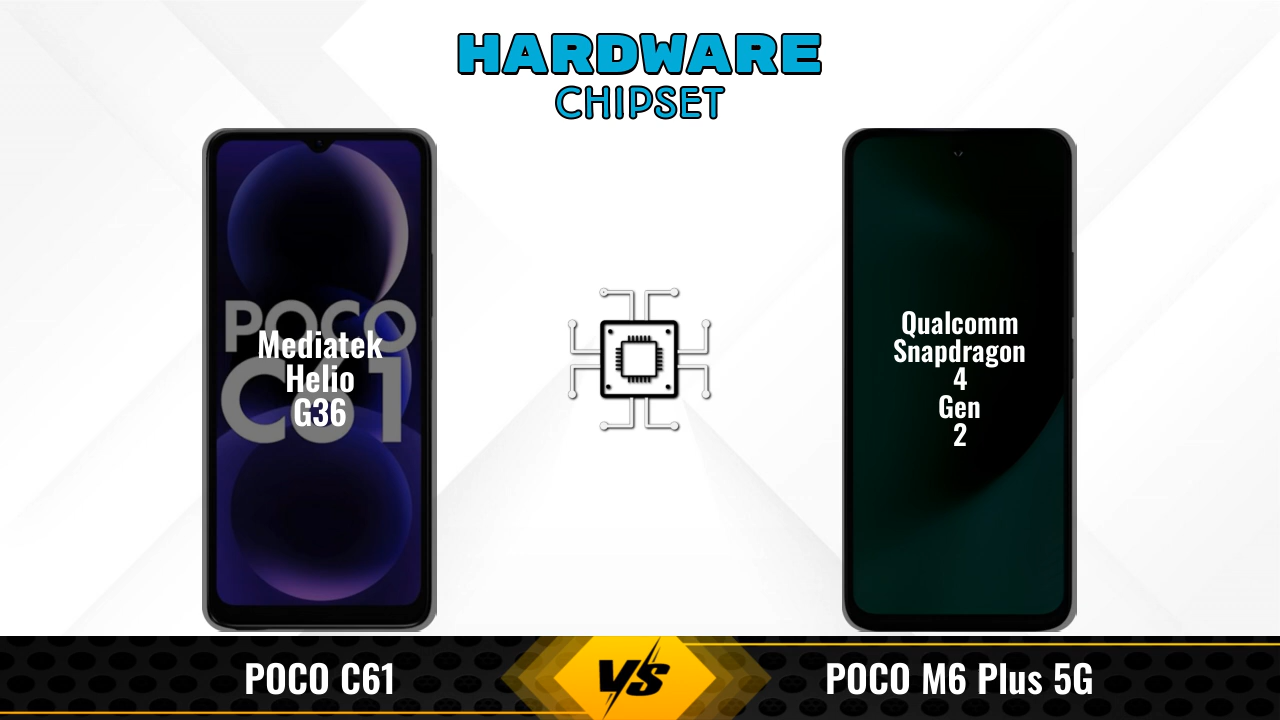 HARDWARE
CHIPSET
POCO
C61
Mediatek
Helio
G36
Qualcomm
Snapdragon
4
Gen
2
POCO C61
VS
POCO M6 Plus 5G